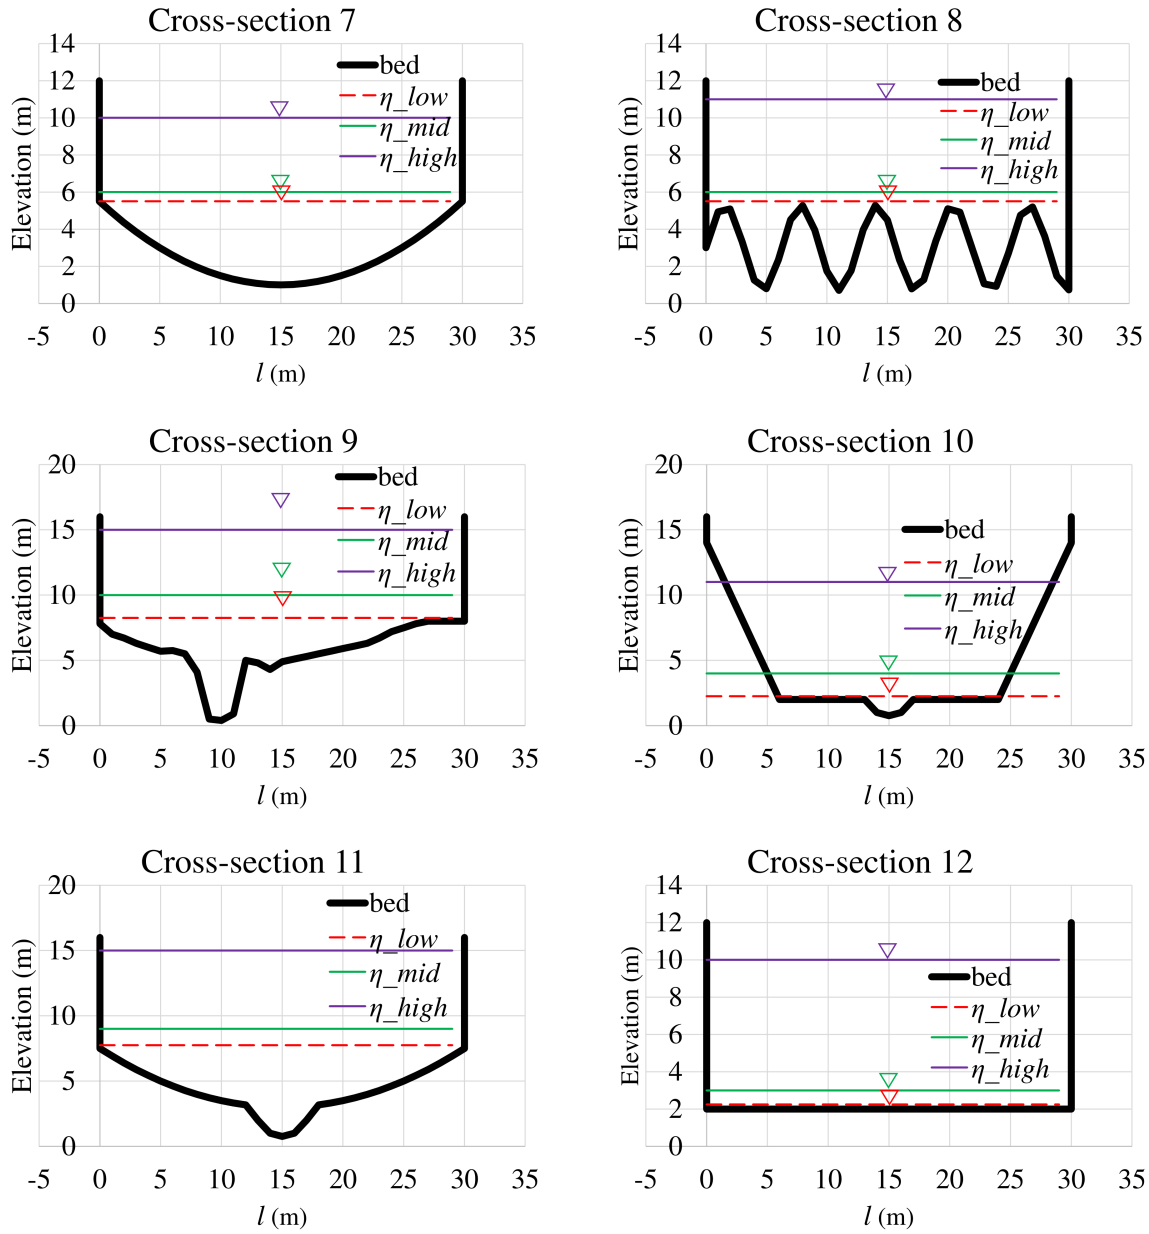 Cross-section 7
14
12
10
8
6
4
2
0
Elevation (m)
-5 0 5 10 15 20 25 30 35
l (m)
bed
η_low
η_mid
η_high
Cross-section 8
14
12
10
8
6
4
2
0
Elevation (m)
-5 0 5 10 15 20 25 30 35
l (m)
bed
η_low
η_mid
η_high
Cross-section 9
20
15
10
5
0
Elevation (m)
-5 0 5 10 15 20 25 30 35
l (m)
bed
η_low
η_mid
η_high
Cross-section 10
20
15
10
5
0
Elevation (m)
-5 0 5 10 15 20 25 30 35
l (m)
bed
η_low
η_mid
η_high
Cross-section 11
20
15
10
5
0
Elevation (m)
-5 0 5 10 15 20 25 30 35
l (m)
bed
η_low
η_mid
η_high
Cross-section 12
14
12
10
8
6
4
2
0
Elevation (m)
-5 0 5 10 15 20 25 30 35
l (m)
bed
η_low
η_mid
η_high